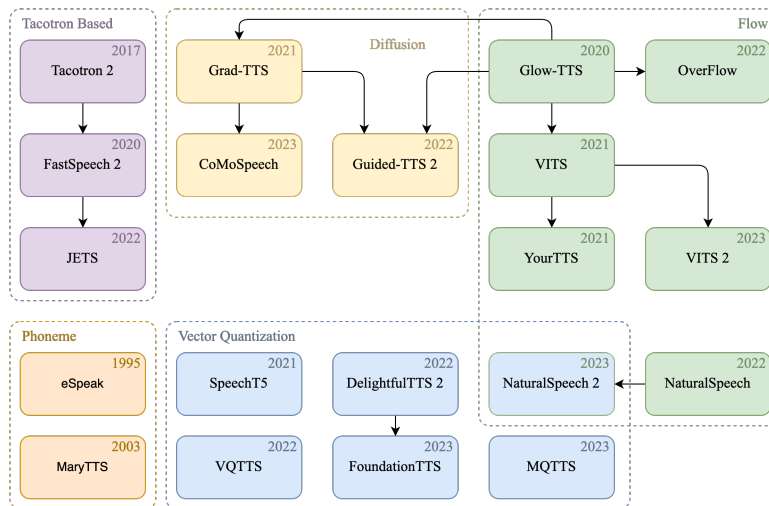 Tacotron Based
2017
Tacotron 2
2020
FastSpeech 2
2022
JETS
Diffusion
2021
Grad-TTS
2023
CoMoSpeech
2022
Guided-TTS 2
Flow
2020
Glow-TTS
2022
OverFlow
2021
VITS
2021
YourTTS
2023
VITS 2
Phoneme
1995
eSpeak
2003
MaryTTS
Vector Quantization
2021
SpeechT5
2022
DelightfulTTS 2
2023
NaturalSpeech 2
2022
NaturalSpeech
2022
VQTTS
2023
FoundationTTS
2023
MQTTS